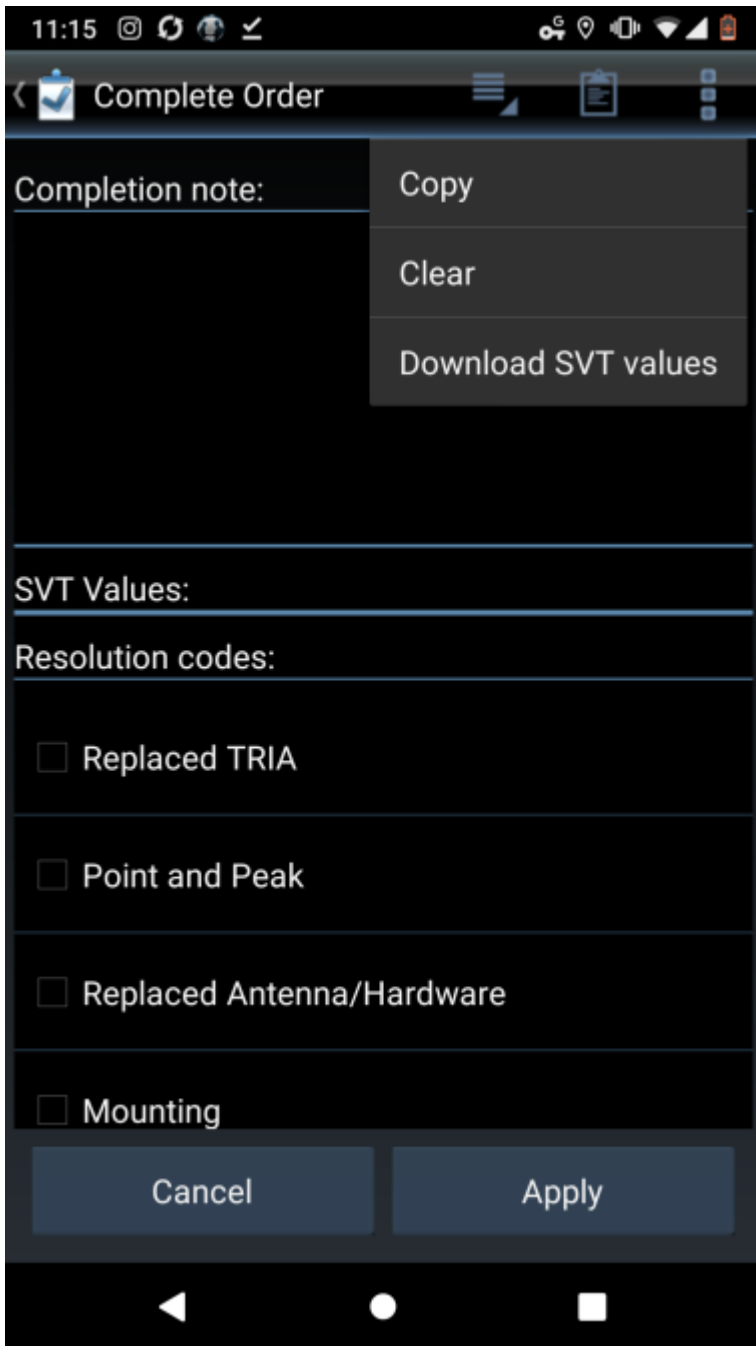 11:15
Complete Order
Completion note:
Copy
Clear
Download SVT values
SVT Values:
Resolution codes:
Replaced TRIA
Point and Peak
Replaced Antenna/Hardware
Mounting
Cancel
Apply